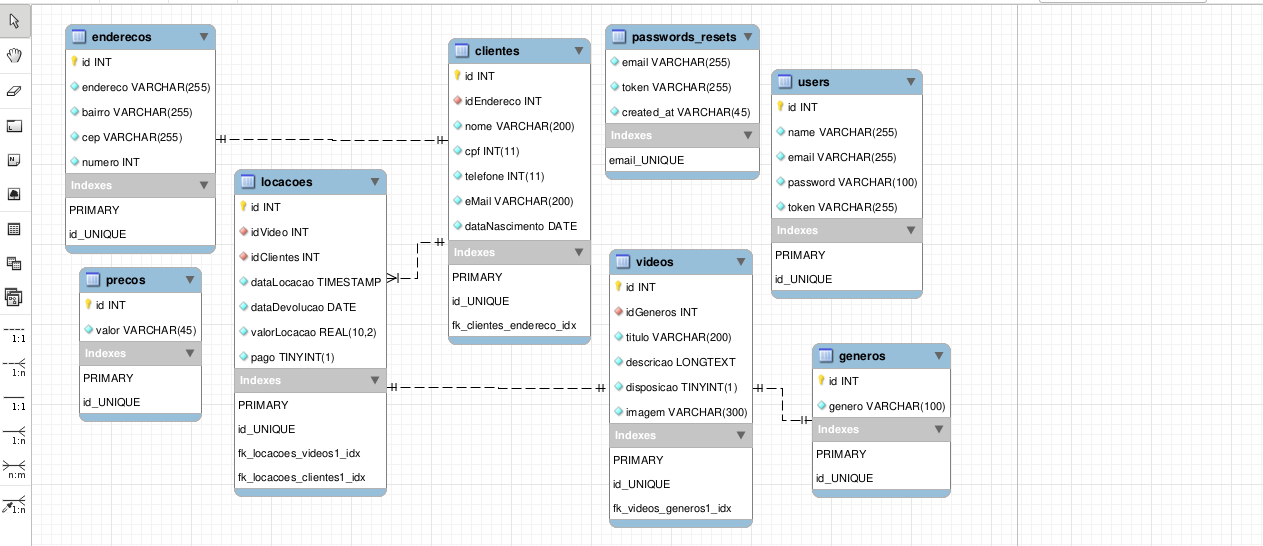 enderecos
id INT
endereco VARCHAR(255)
bairro VARCHAR(255)
cep VARCHAR(255)
numero INT
Indexes
PRIMARY
id_UNIQUE
precos
id INT
valor VARCHAR(45)
Indexes
PRIMARY
id_UNIQUE
locacoes
id INT
idVideo INT
idClientes INT
dataLocacao TIMESTAMP
dataDevolucao DATE
valorLocacao REAL(10,2)
pago TINYINT(1)
Indexes
PRIMARY
id_UNIQUE
fk_locacoes_videos1_idx
fk_locacoes_clientes1_idx
clientes
id INT
idEndereco INT
nome VARCHAR(200)
cpf INT(11)
telefone INT(11)
eMail VARCHAR(200)
dataNascimento DATE
Indexes
PRIMARY
id_UNIQUE
fk_clientes_endereco_idx
passwords_resets
email VARCHAR(255)
token VARCHAR(255)
created_at VARCHAR(45)
Indexes
email_UNIQUE
users
id INT
name VARCHAR(255)
email VARCHAR(255)
password VARCHAR(100)
token VARCHAR(255)
Indexes
PRIMARY
id_UNIQUE
videos
id INT
idGeneros INT
titulo VARCHAR(200)
descricao LONGTEXT
disposicao TINYINT(1)
imagem VARCHAR(300)
Indexes
PRIMARY
id_UNIQUE
fk_videos_generos1_idx
generos
id INT
genero VARCHAR(100)
Indexes
PRIMARY
id_UNIQUE
1:1
1:n
1:1
1:n
n:m
1:n